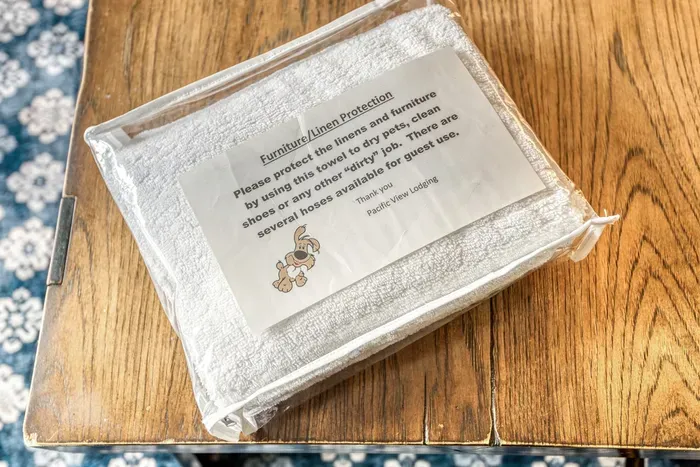 Furniture/Linen Protection
Please protect the linens and furniture
by using this towel to dry pets, clean
shoes or any other "dirty" job. There are
several hoses available for guest use.
Thank you
Pacific View Lodging